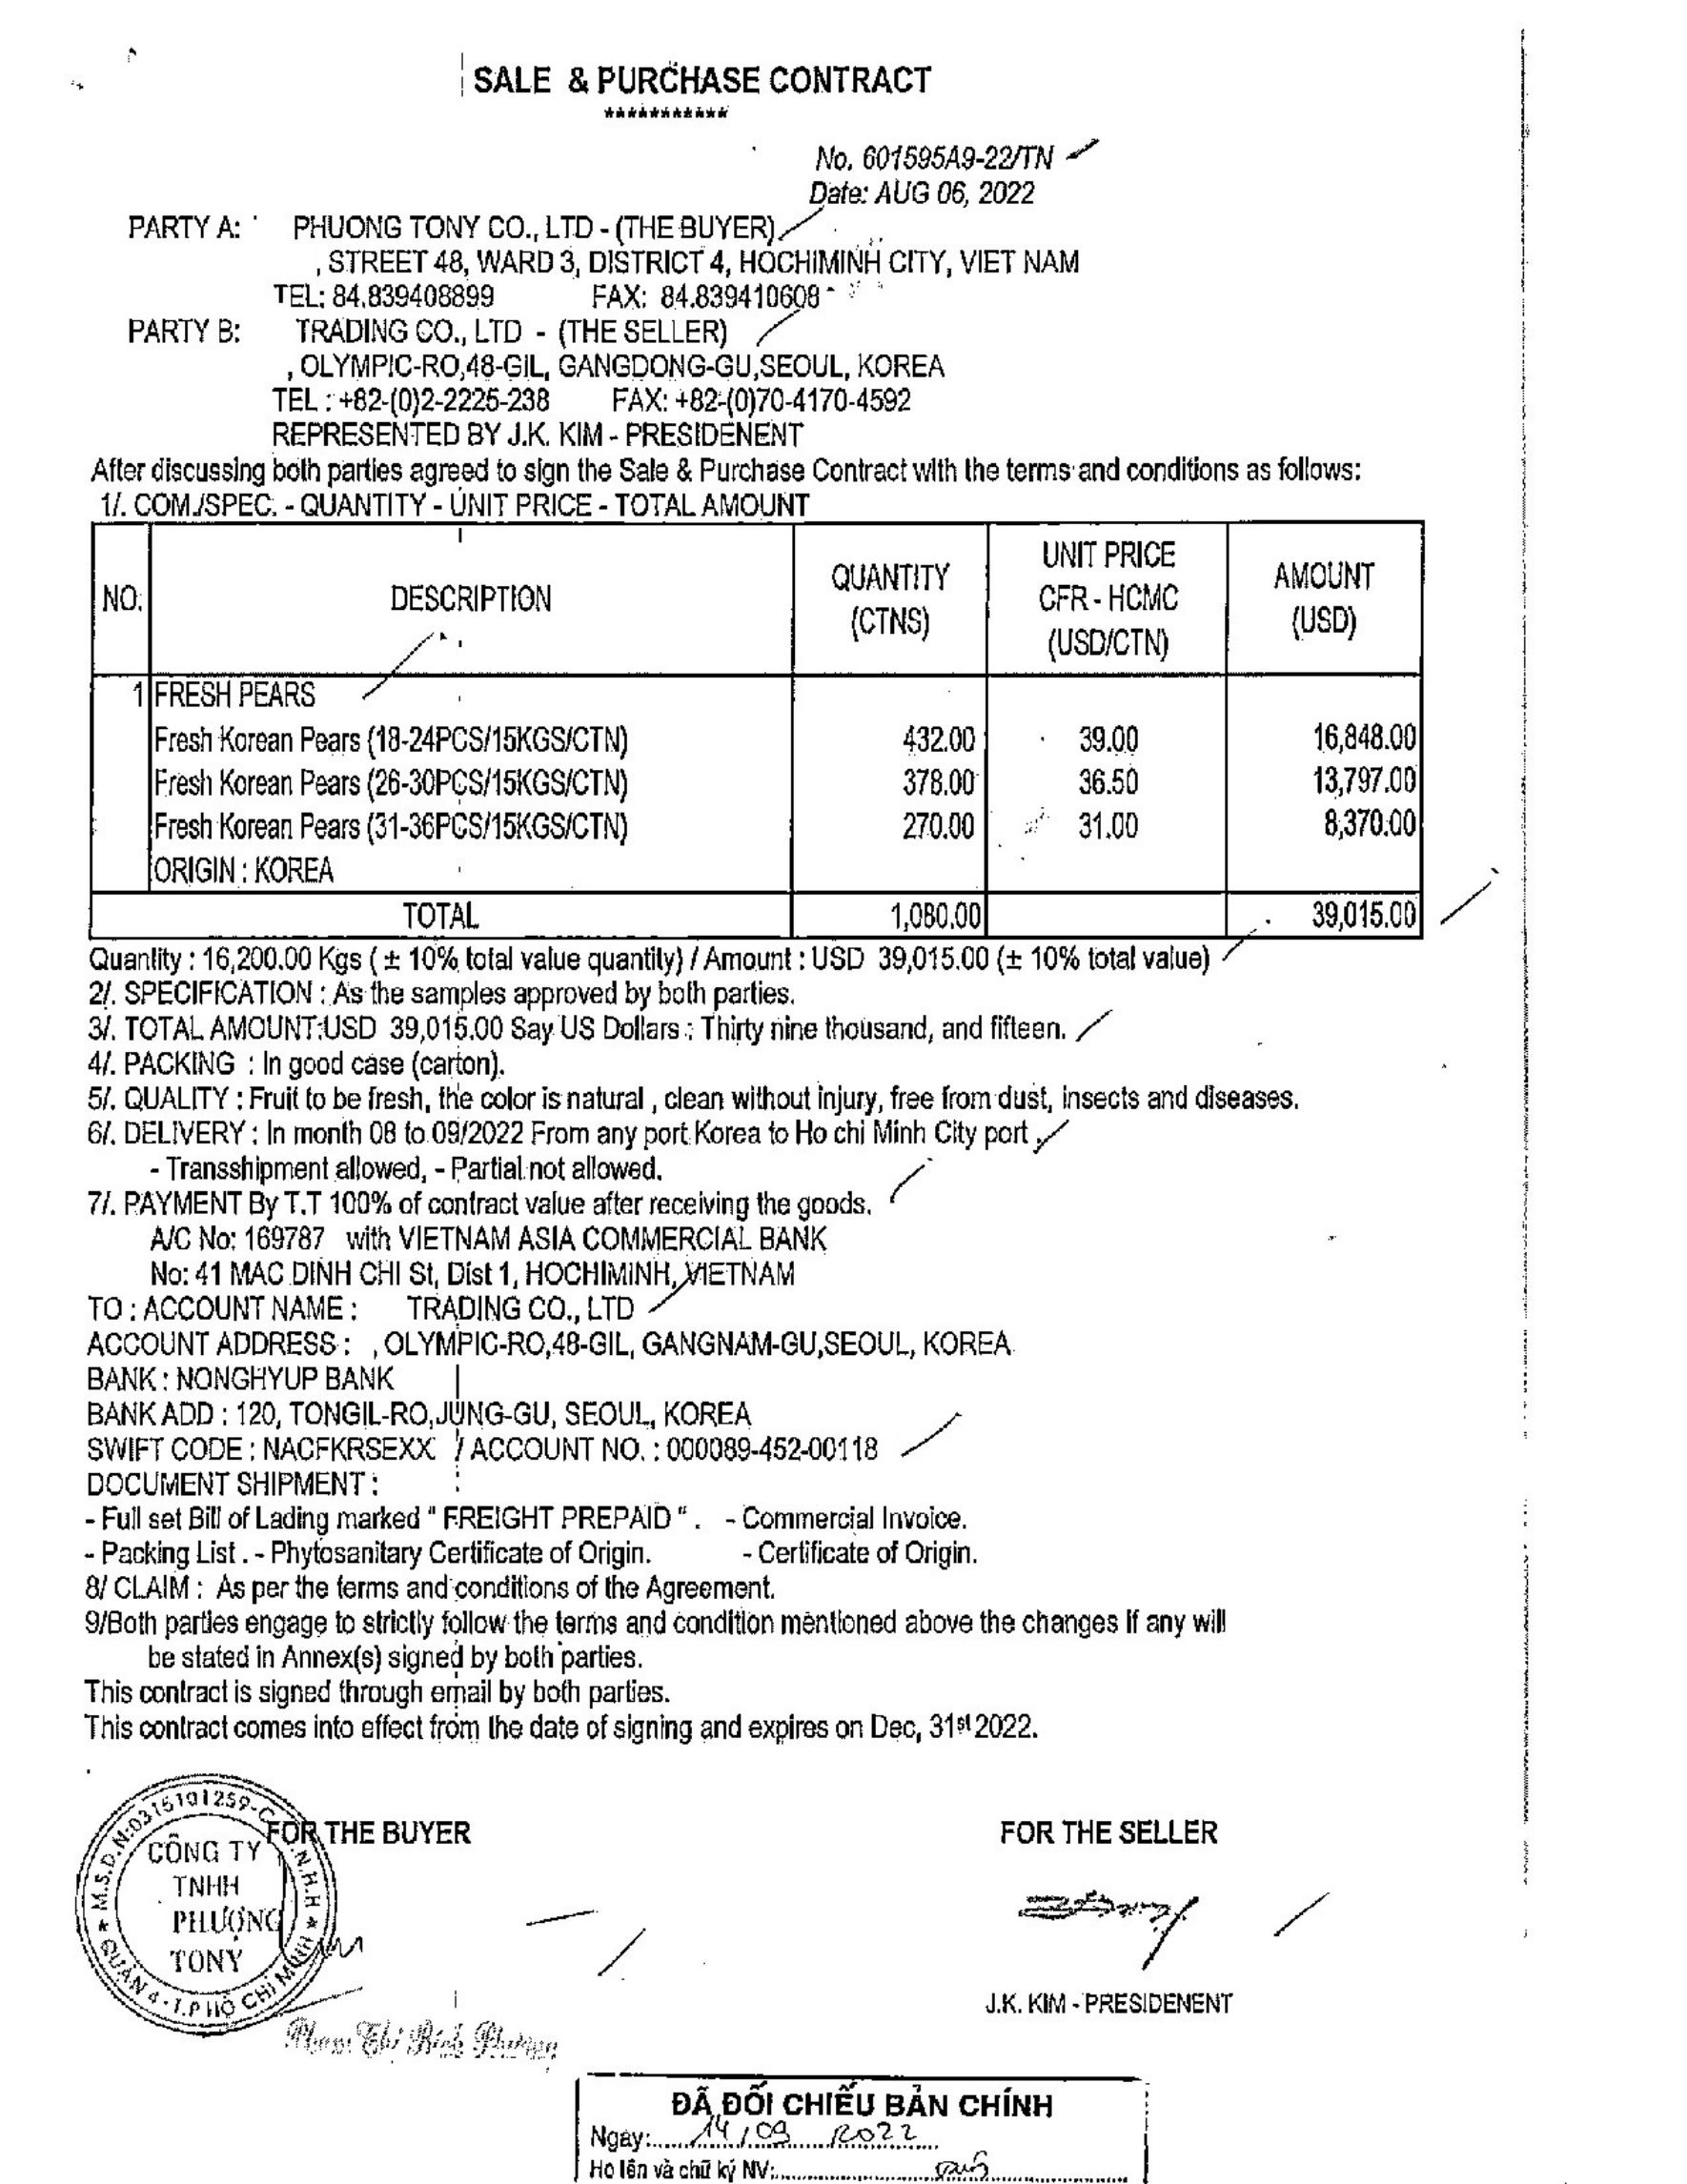 SALE & PURCHASE CONTRACT
***********
No. 601595A9-22/TN
Date: AUG 06, 2022
PARTY A: PHUONG TONY CO., LTD - (THE BUYER)
, STREET 48, WARD 3, DISTRICT 4, HOCHIMINH CITY, VIET NAM
TEL: 84.839408899 FAX: 84.839410608
PARTY B: TRADING CO., LTD - (THE SELLER)
, OLYMPIC-RO,48-GIL, GANGDONG-GU,SEOUL, KOREA
TEL : +82-(0)2-2225-238 FAX: +82-(0)70-4170-4592
REPRESENTED BY J.K. KIM - PRESIDENENT
After discussing both parties agreed to sign the Sale & Purchase Contract with the terms and conditions as follows:
1/. COM./SPEC. - QUANTITY - UNIT PRICE - TOTAL AMOUNT
NO. DESCRIPTION QUANTITY (CTNS) UNIT PRICE CFR - HCMC (USD/CTN) AMOUNT (USD)
1 FRESH PEARS
Fresh Korean Pears (18-24PCS/15KGS/CTN) 432.00 39.00 16,848.00
Fresh Korean Pears (26-30PCS/15KGS/CTN) 378.00 36.50 13,797.00
Fresh Korean Pears (31-36PCS/15KGS/CTN) 270.00 31.00 8,370.00
ORIGIN : KOREA
TOTAL 1,080.00 39,015.00
Quantity : 16,200.00 Kgs ( ± 10% total value quantity) / Amount : USD 39,015.00 (± 10% total value)
2/. SPECIFICATION : As the samples approved by both parties.
3/. TOTAL AMOUNT:USD 39,015.00 Say US Dollars : Thirty nine thousand, and fifteen.
4/. PACKING : In good case (carton).
5/. QUALITY : Fruit to be fresh, the color is natural , clean without injury, free from dust, insects and diseases.
6/. DELIVERY : In month 08 to 09/2022 From any port Korea to Ho chi Minh City port ,
- Transshipment allowed, - Partial not allowed.
7/. PAYMENT By T.T 100% of contract value after receiving the goods.
A/C No: 169787 with VIETNAM ASIA COMMERCIAL BANK
No: 41 MAC DINH CHI St, Dist 1, HOCHIMINH, VIETNAM
TO : ACCOUNT NAME : TRADING CO., LTD
ACCOUNT ADDRESS : , OLYMPIC-RO,48-GIL, GANGNAM-GU,SEOUL, KOREA
BANK : NONGHYUP BANK
BANK ADD : 120, TONGIL-RO,JUNG-GU, SEOUL, KOREA
SWIFT CODE : NACFKRSEXX / ACCOUNT NO. : 000089-452-00118
DOCUMENT SHIPMENT :
- Full set Bill of Lading marked " FREIGHT PREPAID " . - Commercial Invoice.
- Packing List . - Phytosanitary Certificate of Origin. - Certificate of Origin.
8/ CLAIM : As per the terms and conditions of the Agreement.
9/Both parties engage to strictly follow the terms and condition mentioned above the changes if any will
be stated in Annex(s) signed by both parties.
This contract is signed through email by both parties.
This contract comes into effect from the date of signing and expires on Dec, 31st 2022.
FOR THE BUYER FOR THE SELLER
M.S.D.N:0315101259-C.T.N.H.H
CÔNG TY
TNHH
PHƯỢNG
TONY
QUẬN 4 - T.P HỒ CHÍ MINH
J.K. KIM - PRESIDENENT
Phạm Thị Bích Phượng
ĐÃ ĐỐI CHIẾU BẢN CHÍNH
Ngày: 14/09 2022
Họ tên và chữ ký NV: